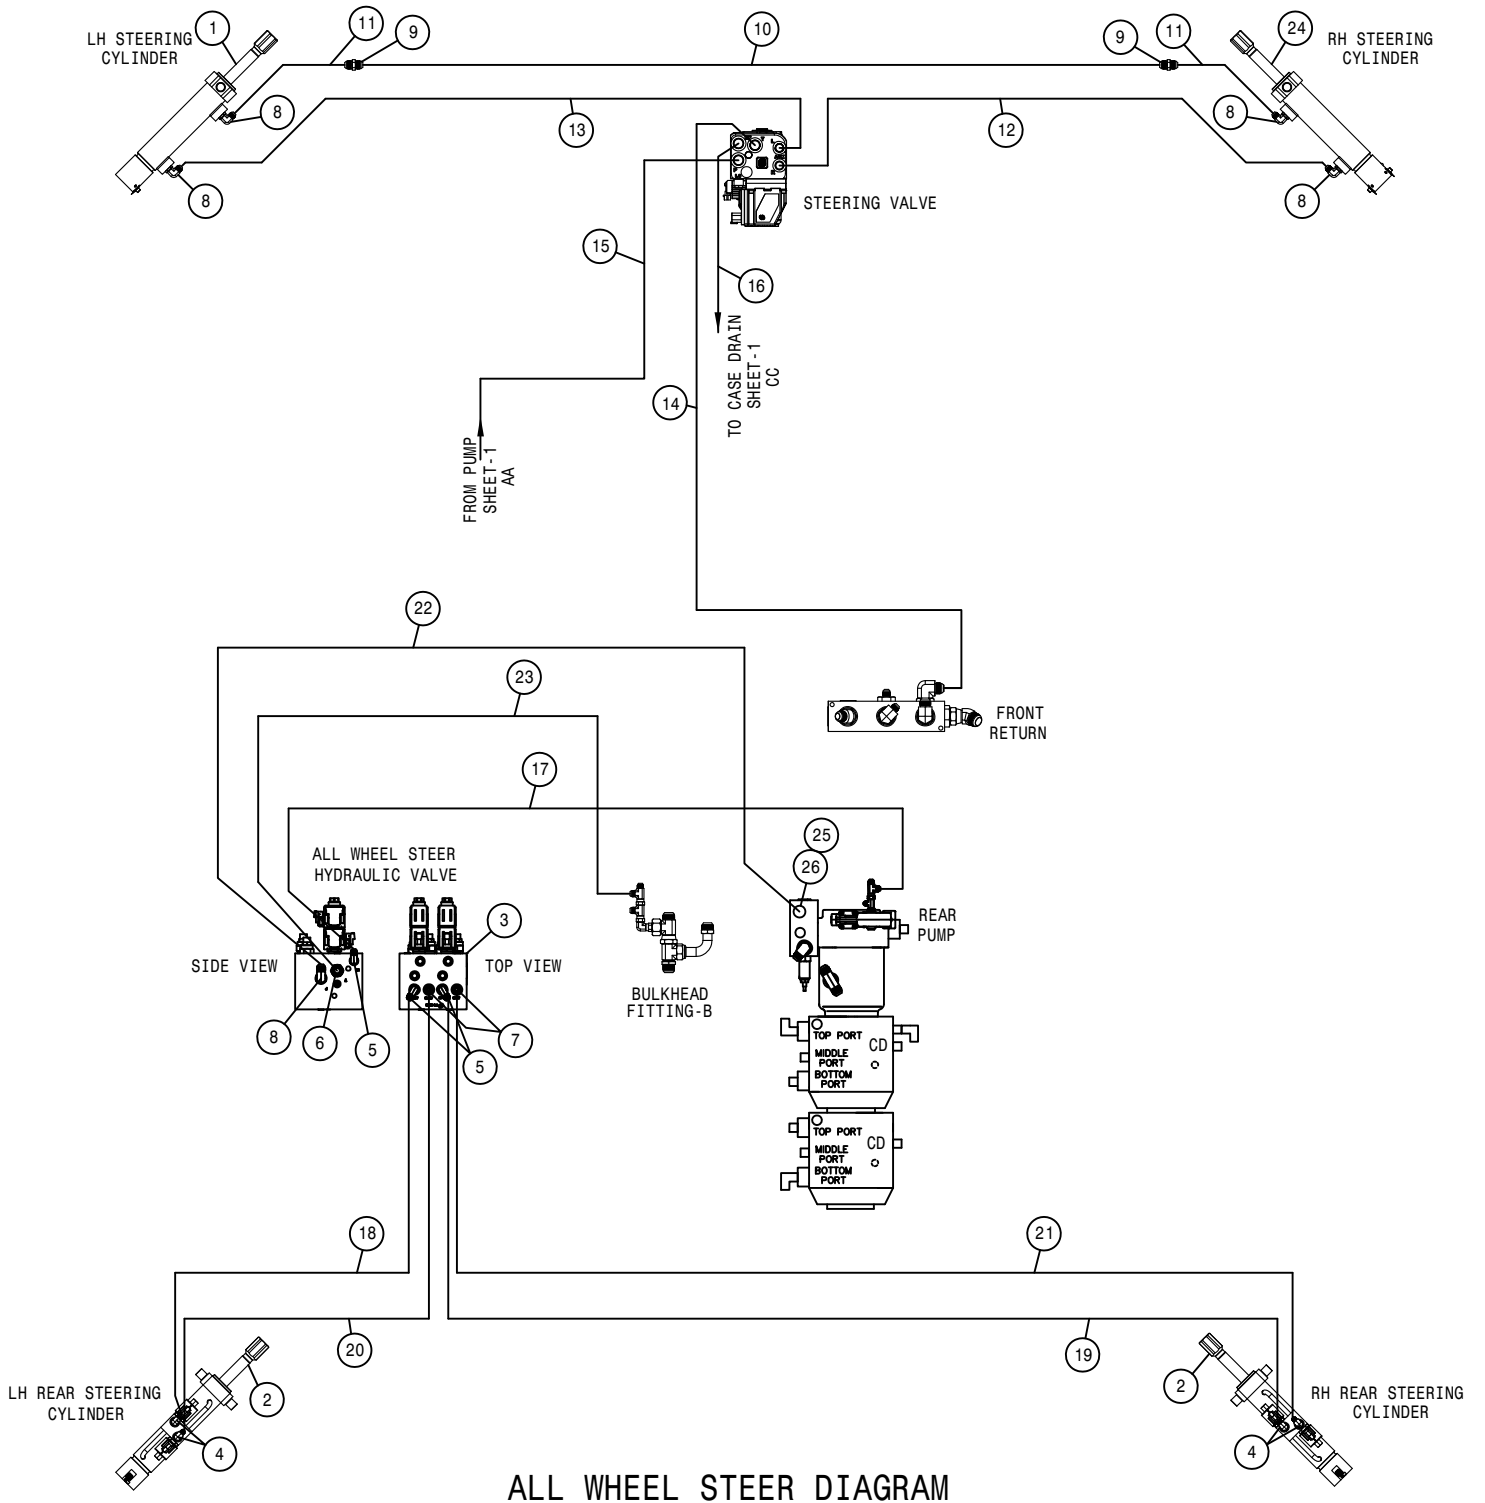 1
11
9
10
9
11
24
LH STEERING
CYLINDER
RH STEERING
CYLINDER
8
8
13
12
8
8
STEERING VALVE
15
16
TO CASE DRAIN
SHEET-1
CC
14
FROM PUMP
SHEET-1
AA
22
23
FRONT
RETURN
17
25
26
ALL WHEEL STEER
HYDRAULIC VALVE
3
REAR
PUMP
SIDE VIEW
TOP VIEW
BULKHEAD
FITTING-B
8
6
5
5
7
TOP PORT
CD
MIDDLE
PORT
BOTTOM
PORT
TOP PORT
CD
MIDDLE
PORT
BOTTOM
PORT
18
21
20
19
LH REAR STEERING
CYLINDER
2
2
RH REAR STEERING
CYLINDER
4
4
ALL WHEEL STEER DIAGRAM